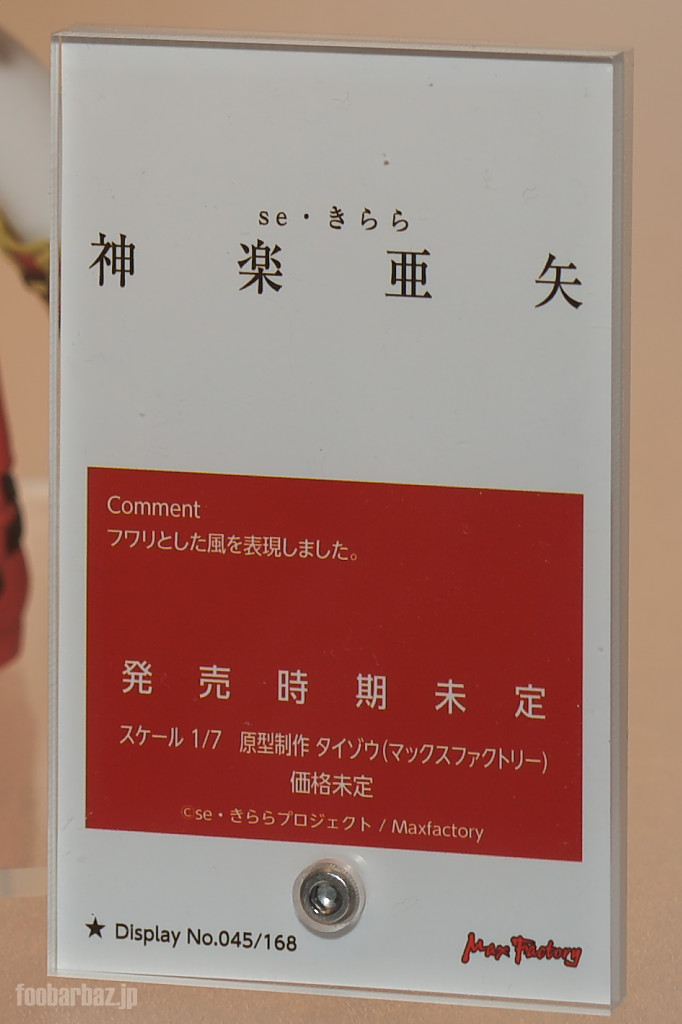 se・きらら
神楽亜矢
Comment
フワリとした風を表現しました。
発売時期未定
スケール 1/7 原型制作 タイゾウ(マックスファクトリー)
価格未定
©se・きららプロジェクト / Maxfactory
★ Display No.045/168
Max Factory
foobarbaz.jp